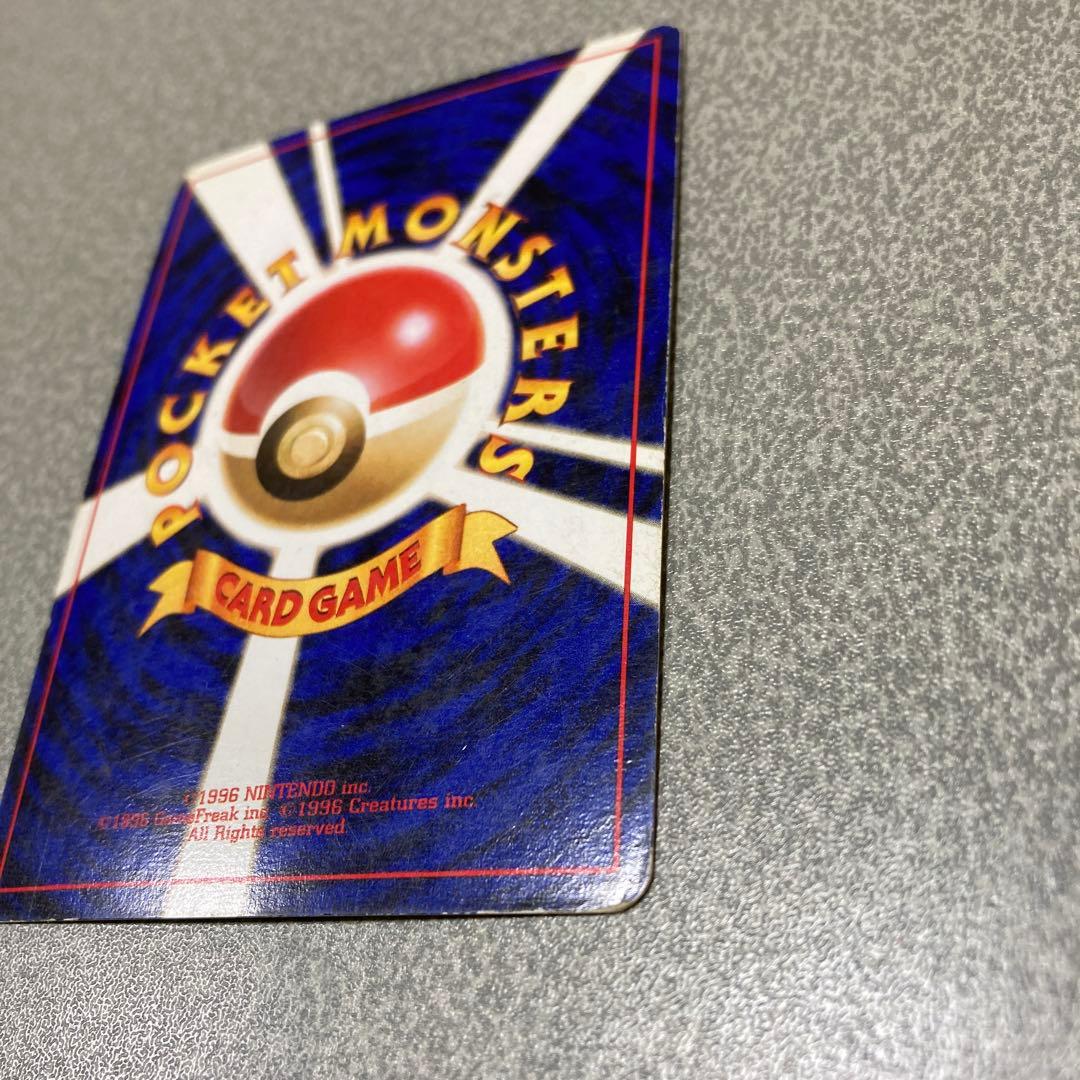 POCKET MONSTERS
CARD GAME
©1996 NINTENDO inc.
©1996 GameFreak inc. ©1996 Creatures inc.
All Rights reserved.